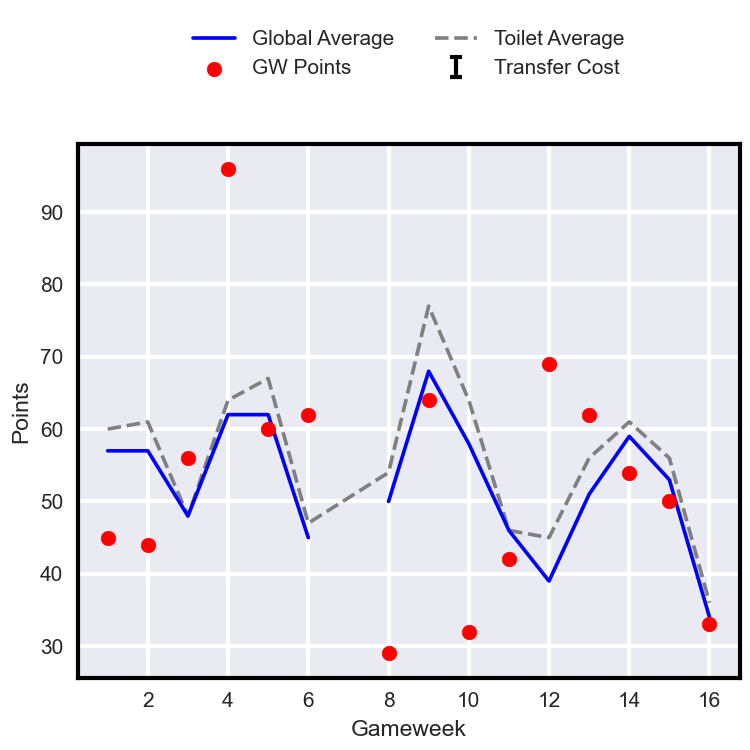 Global Average
Toilet Average
GW Points
Transfer Cost
90
80
70
60
50
40
30
Points
2 4 6 8 10 12 14 16
Gameweek